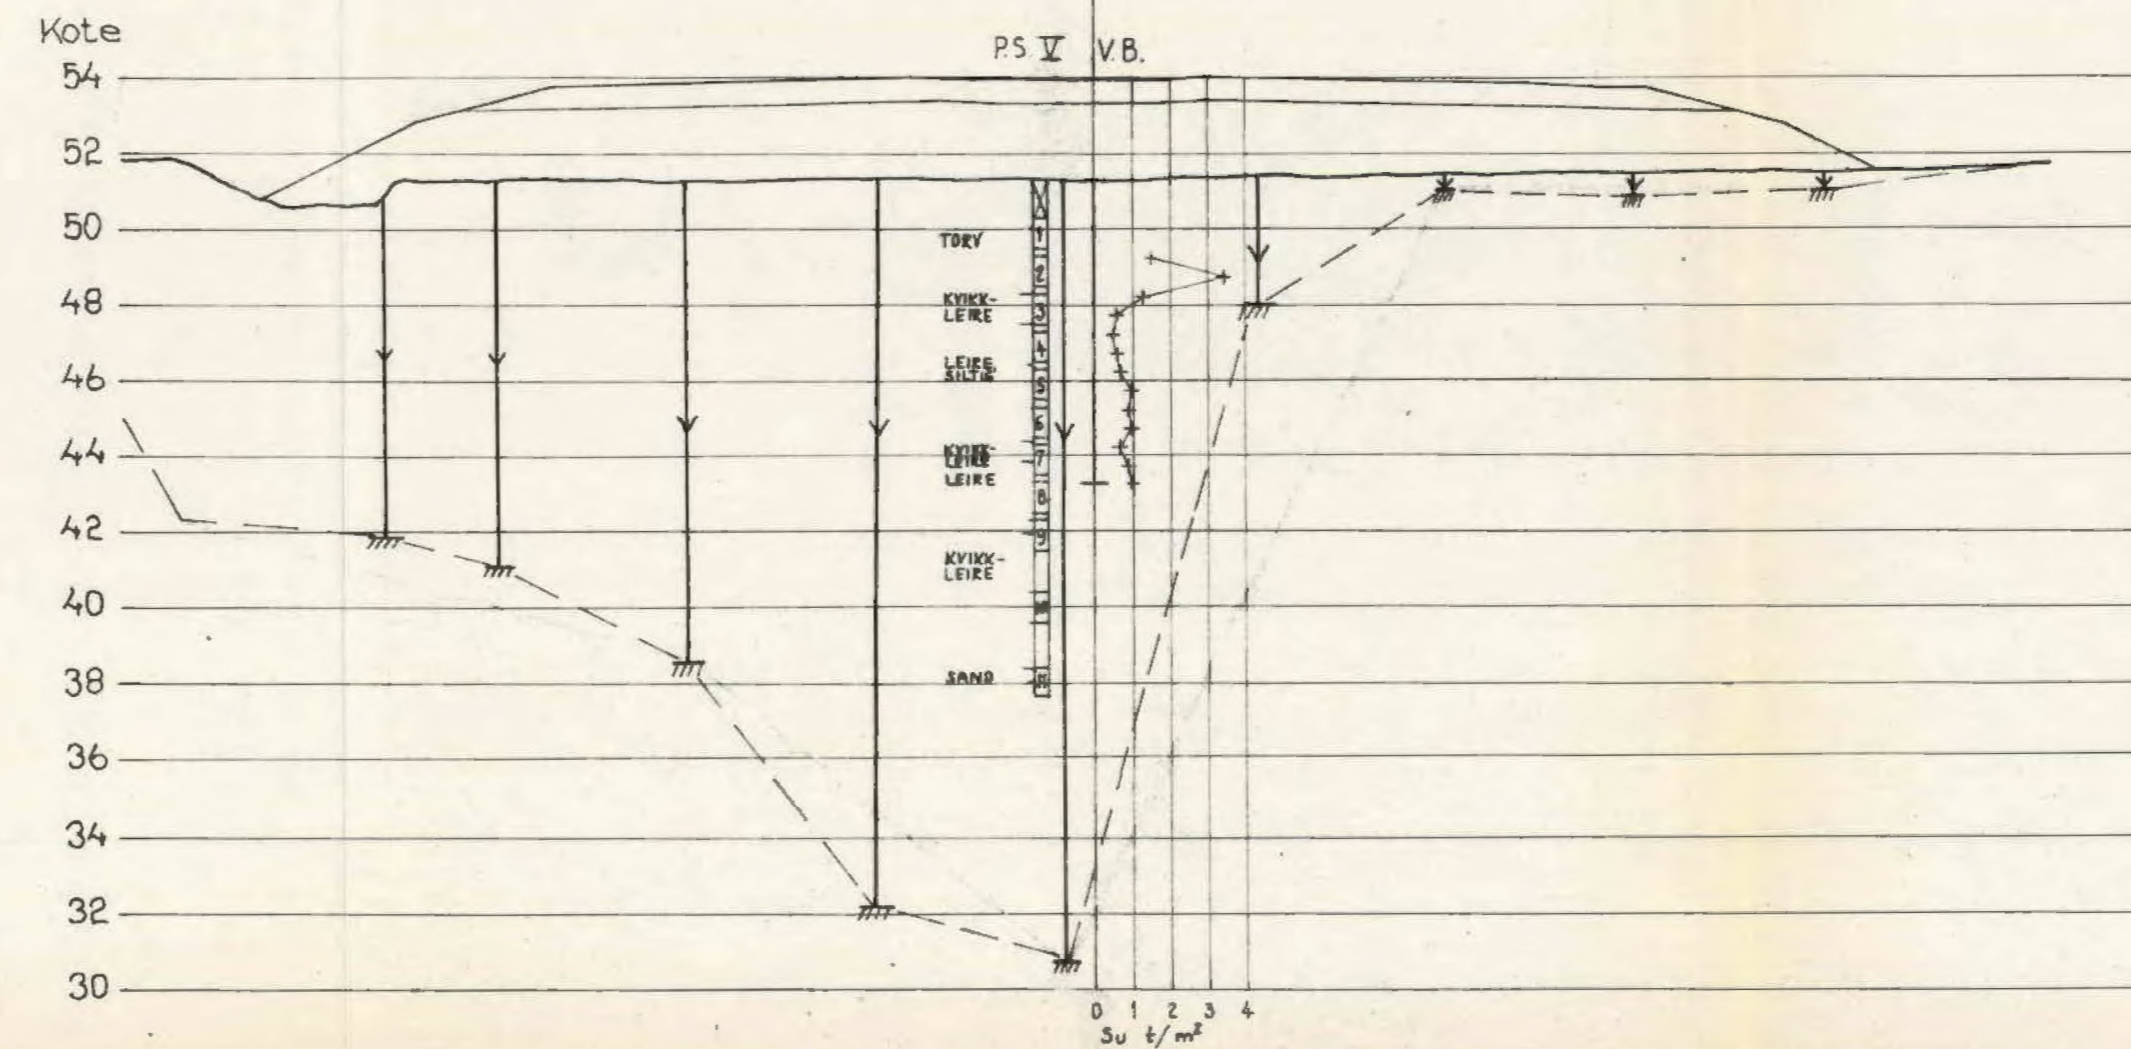 Kote
P.S. V V.B.
54
52
50
48
46
44
42
40
38
36
34
32
30
TORV
KVIKK-
LEIRE
LEIRE,
SILTIG
KVIKK-
LEIRE
LEIRE
KVIKK-
LEIRE
SAND
1
2
3
4
5
6
7
8
9
0 1 2 3 4
Su t/m²